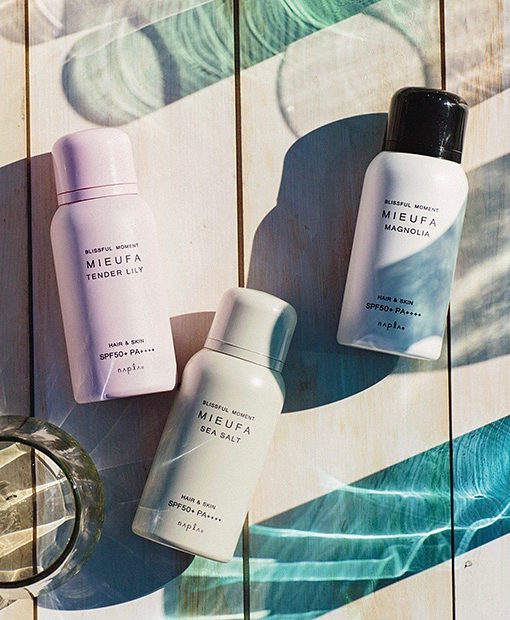 BLISSFUL MOMENT
MIEUFA
TENDER LILY
HAIR & SKIN
SPF50+ PA++++
napla
BLISSFUL MOMENT
MIEUFA
MAGNOLIA
HAIR & SKIN
SPF50+ PA++++
napla
BLISSFUL MOMENT
MIEUFA
SEA SALT
HAIR & SKIN
SPF50+ PA++++
napla